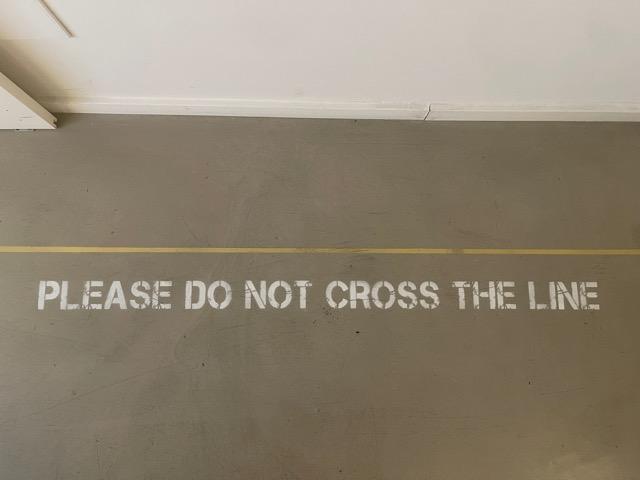 PLEASE DO NOT CROSS THE LINE